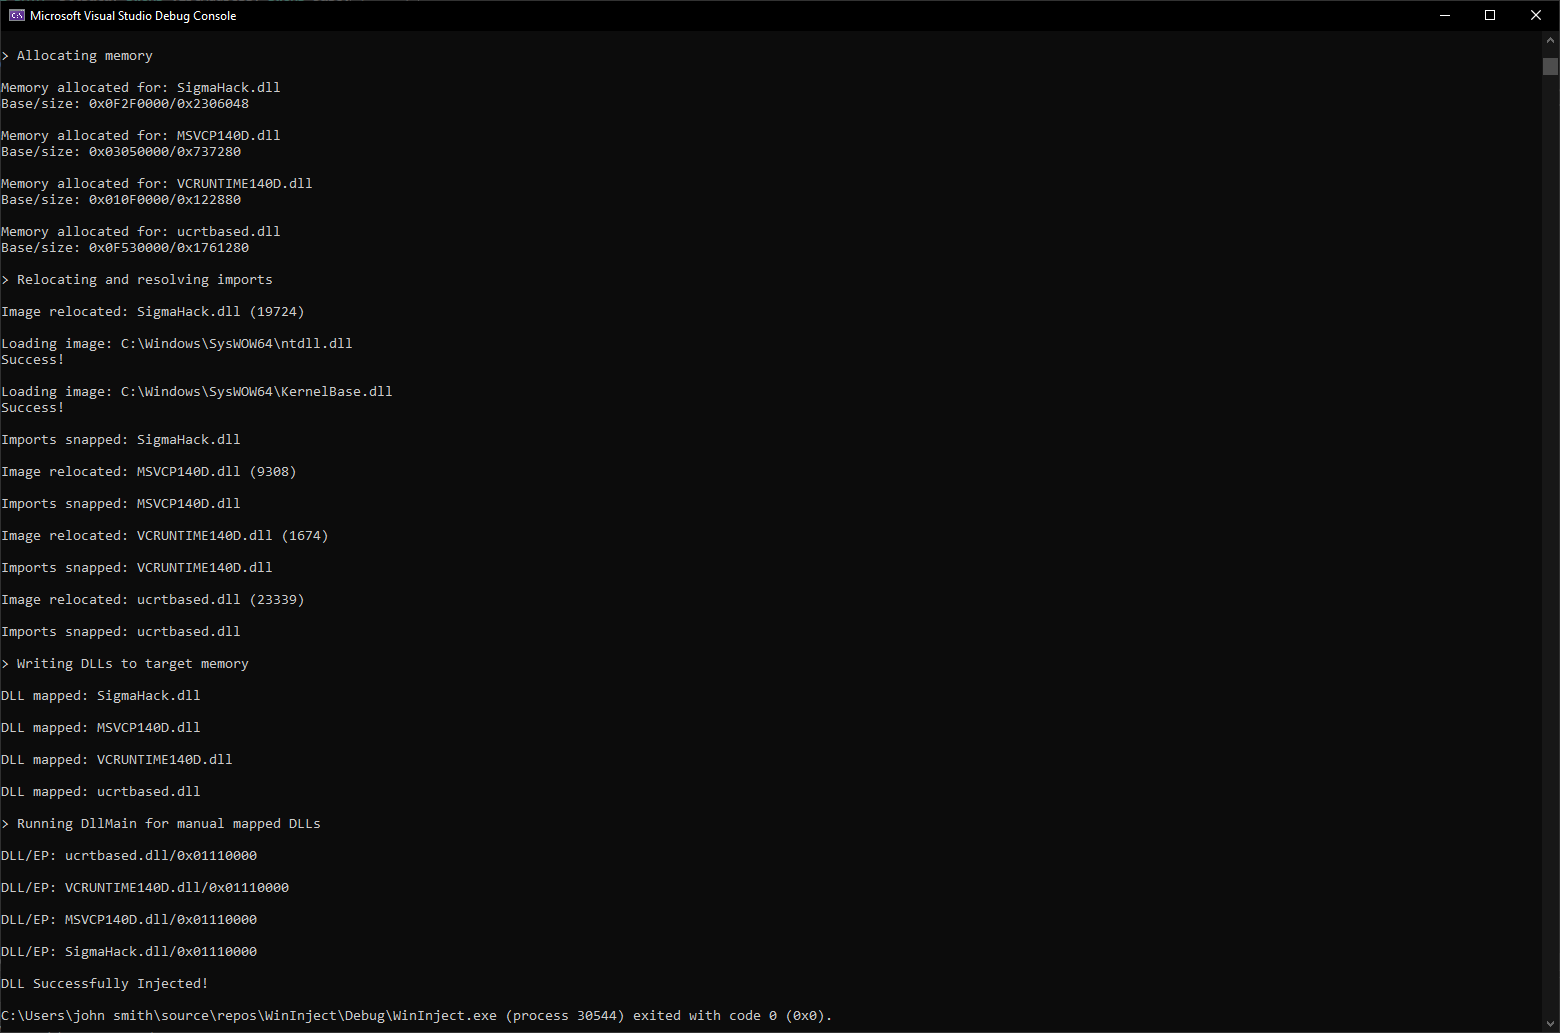 Microsoft Visual Studio Debug Console
> Allocating memory
Memory allocated for: SigmaHack.dll
Base/size: 0x0F2F0000/0x2306048
Memory allocated for: MSVCP140D.dll
Base/size: 0x03050000/0x737280
Memory allocated for: VCRUNTIME140D.dll
Base/size: 0x010F0000/0x122880
Memory allocated for: ucrtbased.dll
Base/size: 0x0F530000/0x1761280
> Relocating and resolving imports
Image relocated: SigmaHack.dll (19724)
Loading image: C:\Windows\SysWOW64\ntdll.dll
Success!
Loading image: C:\Windows\SysWOW64\KernelBase.dll
Success!
Imports snapped: SigmaHack.dll
Image relocated: MSVCP140D.dll (9308)
Imports snapped: MSVCP140D.dll
Image relocated: VCRUNTIME140D.dll (1674)
Imports snapped: VCRUNTIME140D.dll
Image relocated: ucrtbased.dll (23339)
Imports snapped: ucrtbased.dll
> Writing DLLs to target memory
DLL mapped: SigmaHack.dll
DLL mapped: MSVCP140D.dll
DLL mapped: VCRUNTIME140D.dll
DLL mapped: ucrtbased.dll
> Running DllMain for manual mapped DLLs
DLL/EP: ucrtbased.dll/0x01110000
DLL/EP: VCRUNTIME140D.dll/0x01110000
DLL/EP: MSVCP140D.dll/0x01110000
DLL/EP: SigmaHack.dll/0x01110000
DLL Successfully Injected!
C:\Users\john smith\source\repos\WinInject\Debug\WinInject.exe (process 30544) exited with code 0 (0x0).